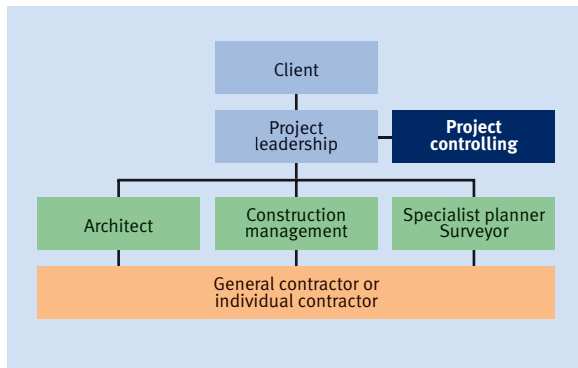 Client
Project
leadership
Project
controlling
Architect
Construction
management
Specialist planner
Surveyor
General contractor or
individual contractor